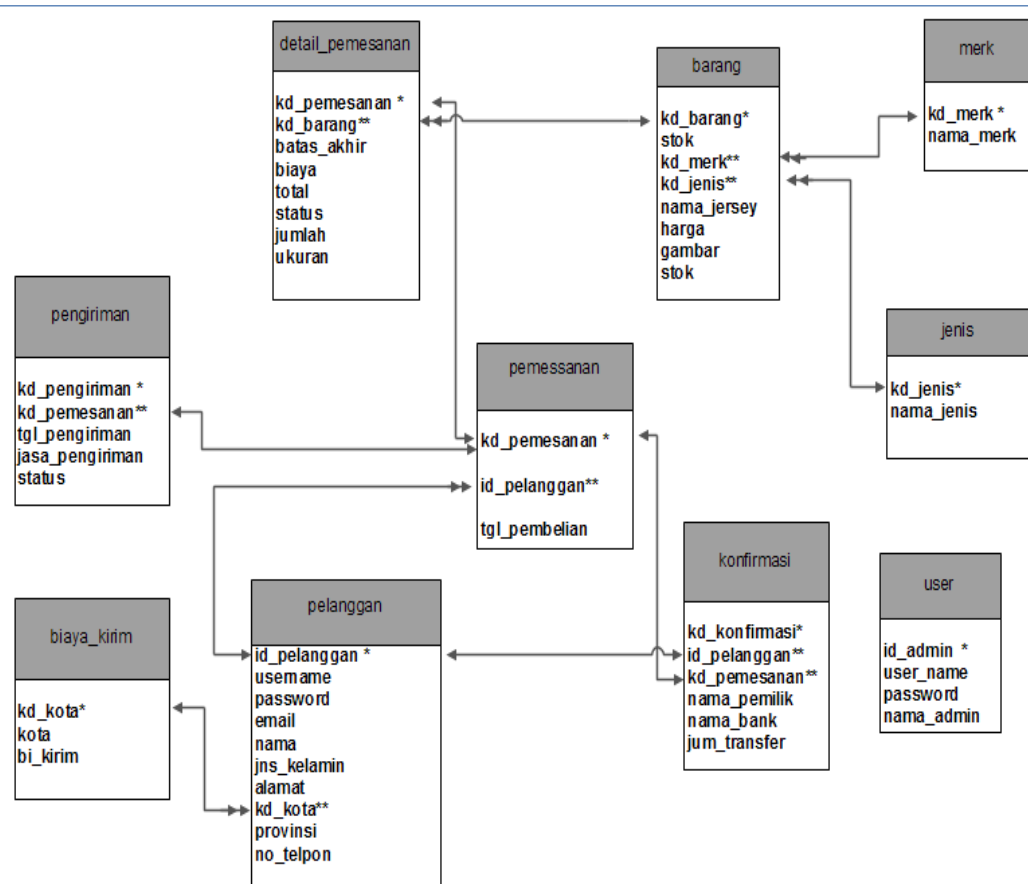 detail_pemesanan
kd_pemesanan *
kd_barang**
batas_akhir
biaya
total
status
jumlah
ukuran
barang
kd_barang*
stok
kd_merk**
kd_jenis**
nama_jersey
harga
gambar
stok
merk
kd_merk *
nama_merk
pengiriman
kd_pengiriman *
kd_pemesanan**
tgl_pengiriman
jasa_pengiriman
status
pemessanan
kd_pemesanan *
id_pelanggan**
tgl_pembelian
jenis
kd_jenis*
nama_jenis
biaya_kirim
kd_kota*
kota
bi_kirim
pelanggan
id_pelanggan *
username
password
email
nama
jns_kelamin
alamat
kd_kota**
provinsi
no_telpon
konfirmasi
kd_konfirmasi*
id_pelanggan**
kd_pemesanan**
nama_pemilik
nama_bank
jum_transfer
user
id_admin *
user_name
password
nama_admin